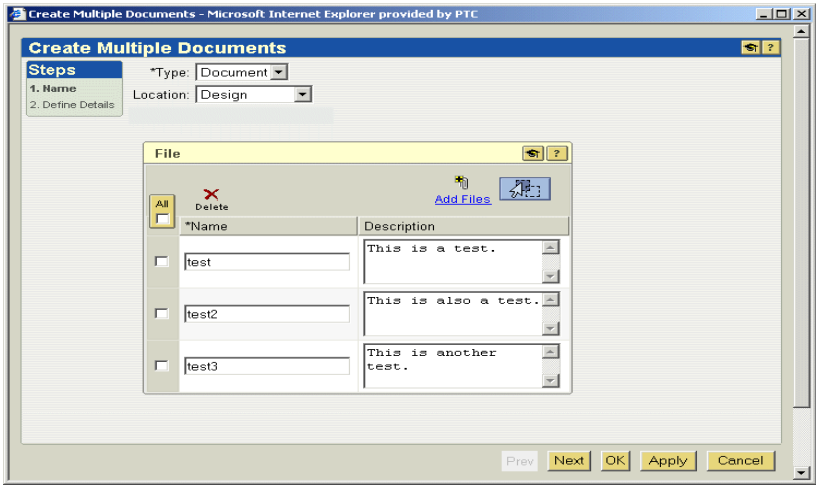 Create Multiple Documents - Microsoft Internet Explorer provided by PTC
Create Multiple Documents
?
Steps
1. Name
2. Define Details
*Type: Document
Location: Design
File
?
All
Delete
Add Files
*Name Description
test This is a test.
test2 This is also a test.
test3 This is another
test.
Prev Next OK Apply Cancel